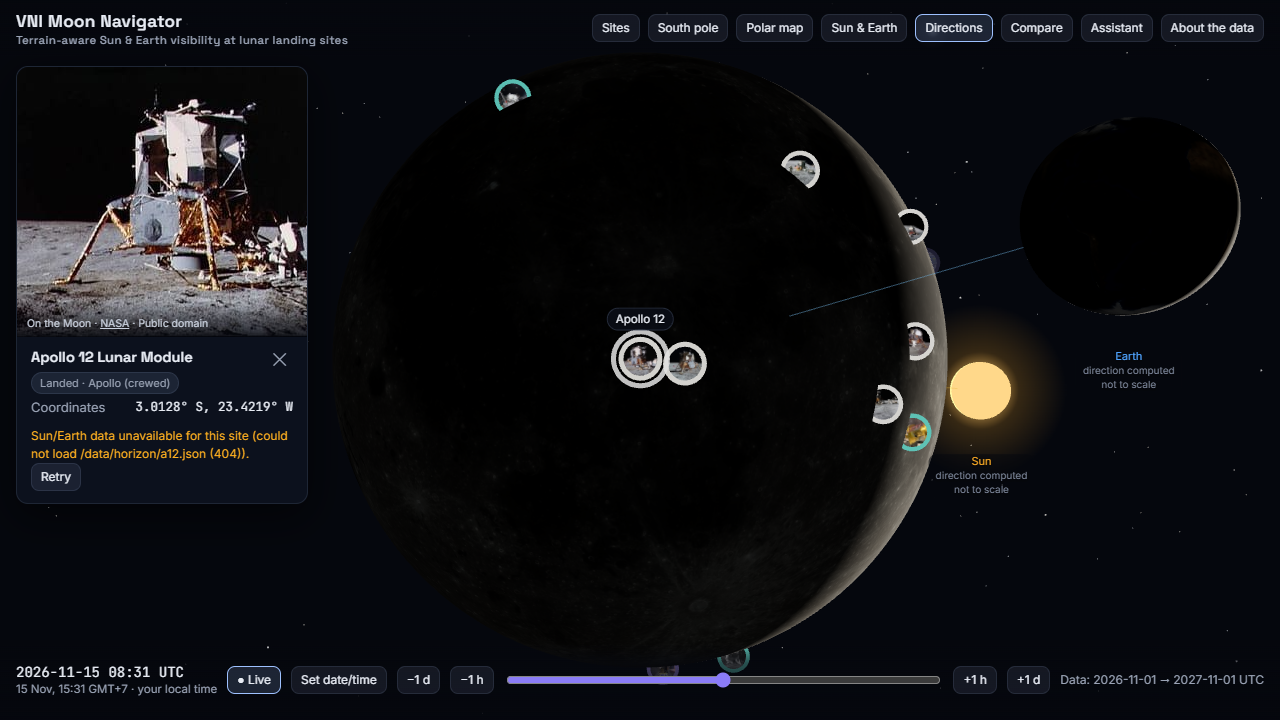 VNI Moon Navigator
Terrain-aware Sun & Earth visibility at lunar landing sites
Sites
South pole
Polar map
Sun & Earth
Directions
Compare
Assistant
About the data
On the Moon · NASA · Public domain
Apollo 12 Lunar Module
Landed · Apollo (crewed)
Coordinates 3.0128° S, 23.4219° W
Sun/Earth data unavailable for this site (could
not load /data/horizon/a12.json (404)).
Retry
Apollo 12
Earth
direction computed
not to scale
Sun
direction computed
not to scale
2026-11-15 08:31 UTC
15 Nov, 15:31 GMT+7 · your local time
● Live
Set date/time
−1 d
−1 h
+1 h
+1 d
Data: 2026-11-01 → 2027-11-01 UTC